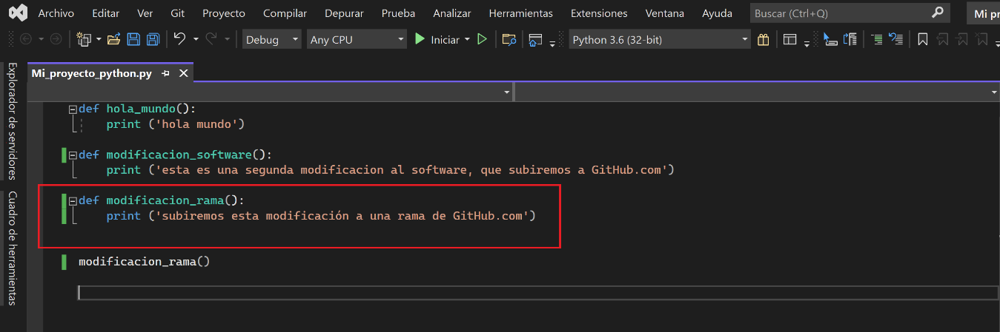 Archivo Editar Ver Git Proyecto Compilar Depurar Prueba Analizar Herramientas Extensiones Ventana Ayuda Buscar (Ctrl+Q) Mi
Debug Any CPU Iniciar Python 3.6 (32-bit)
Explorador de servidores
Cuadro de herramientas
Mi_proyecto_python.py
def hola_mundo():
print ('hola mundo')
def modificacion_software():
print ('esta es una segunda modificacion al software, que subiremos a GitHub.com')
def modificacion_rama():
print ('subiremos esta modificación a una rama de GitHub.com')
modificacion_rama()